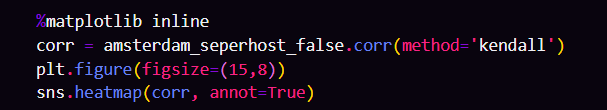 %matplotlib inline
corr = amsterdam_seperhost_false.corr(method='kendall')
plt.figure(figsize=(15,8))
sns.heatmap(corr, annot=True)